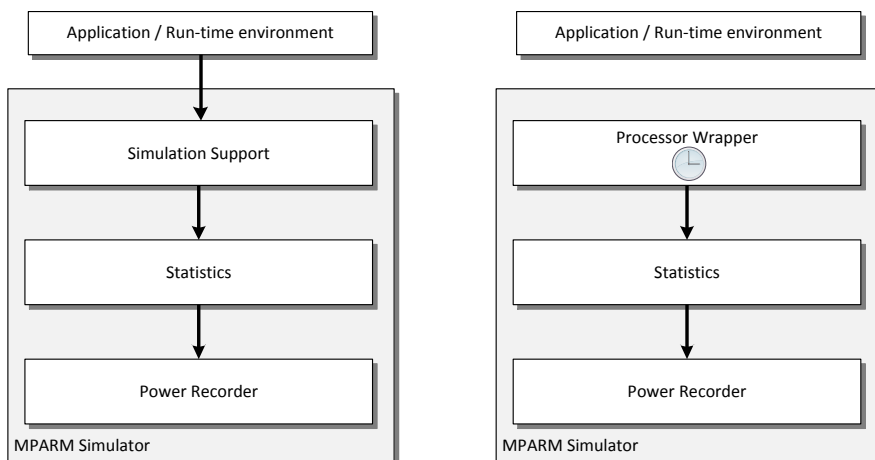 Application / Run-time environment
Simulation Support
Statistics
Power Recorder
MPARM Simulator
Application / Run-time environment
Processor Wrapper
Statistics
Power Recorder
MPARM Simulator